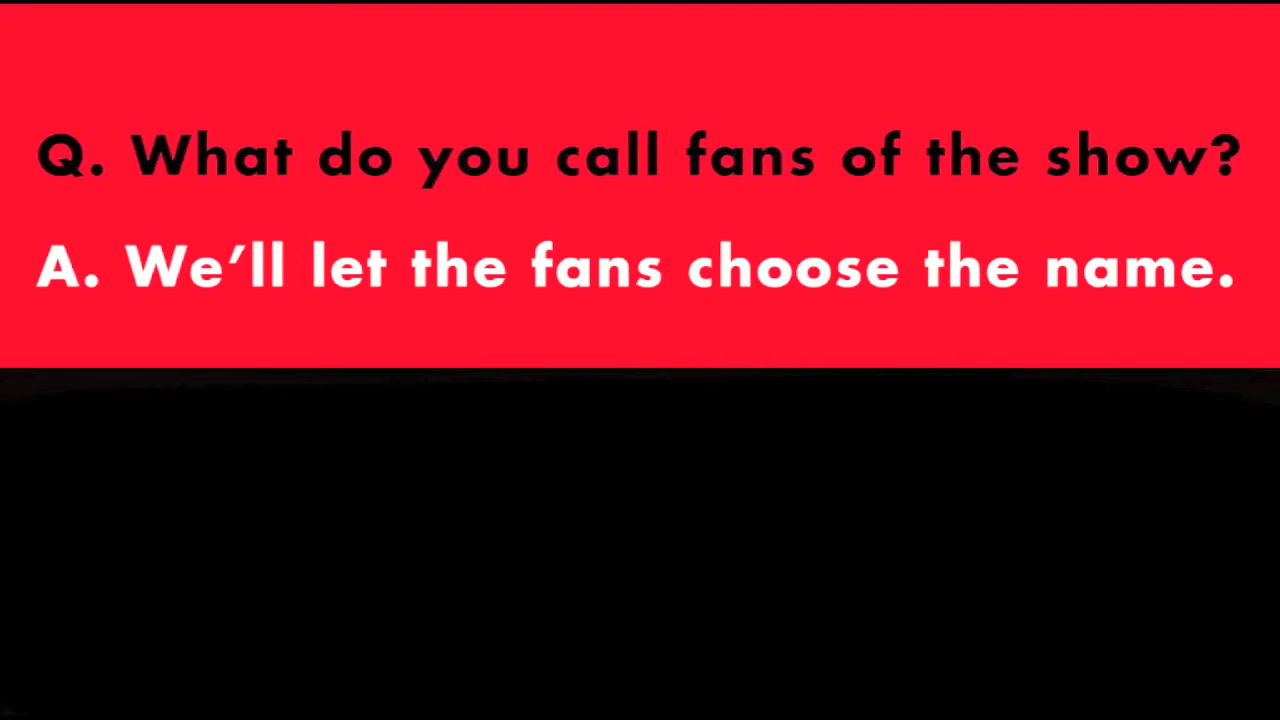 Q. What do you call fans of the show?
A. We’ll let the fans choose the name.